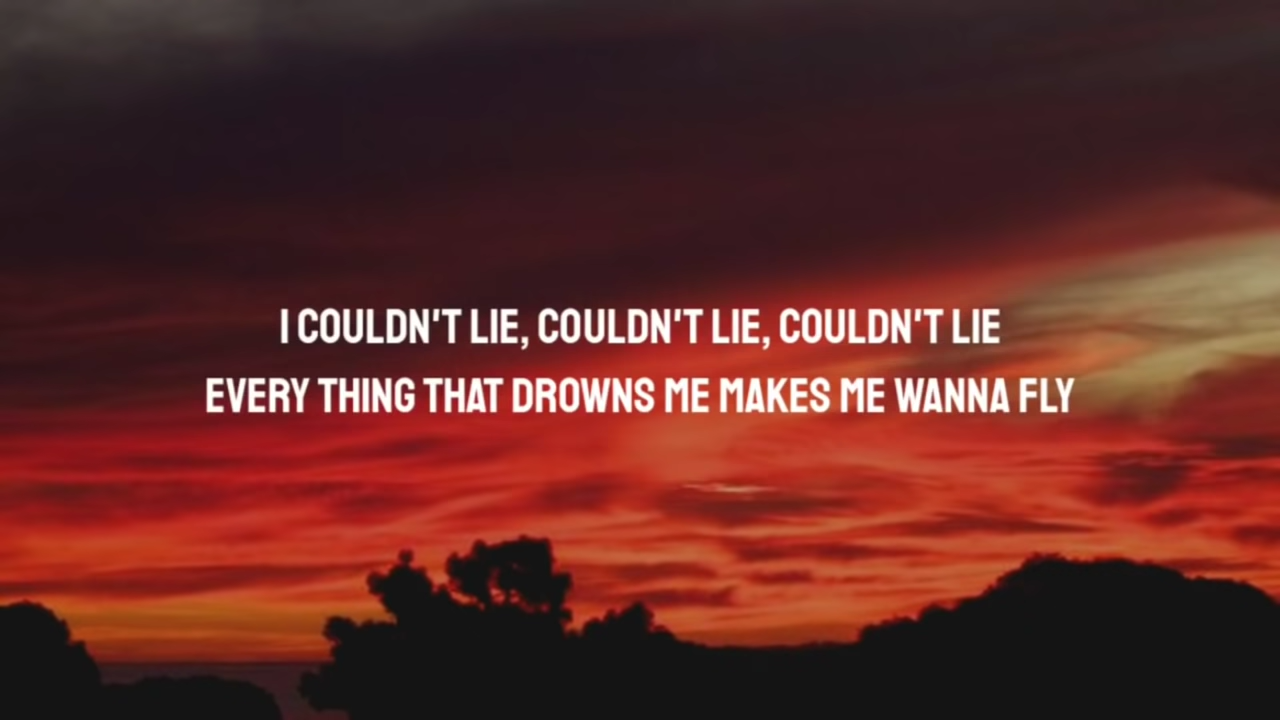 I COULDN'T LIE, COULDN'T LIE, COULDN'T LIE
EVERY THING THAT DROWNS ME MAKES ME WANNA FLY